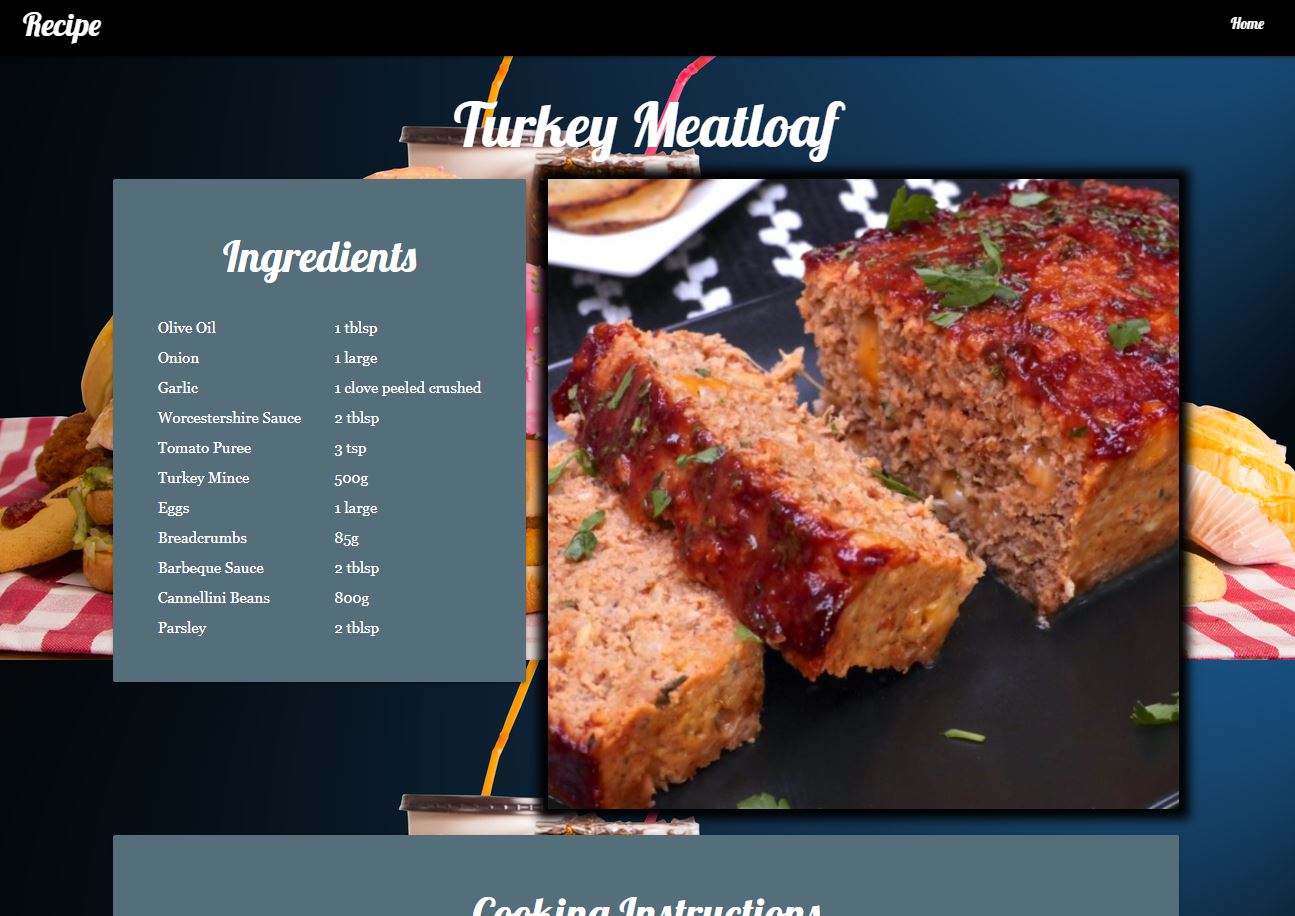 Recipe
Home
Turkey Meatloaf
Ingredients
Olive Oil 1 tblsp
Onion 1 large
Garlic 1 clove peeled crushed
Worcestershire Sauce 2 tblsp
Tomato Puree 3 tsp
Turkey Mince 500g
Eggs 1 large
Breadcrumbs 85g
Barbeque Sauce 2 tblsp
Cannellini Beans 800g
Parsley 2 tblsp
Cooking Instructions